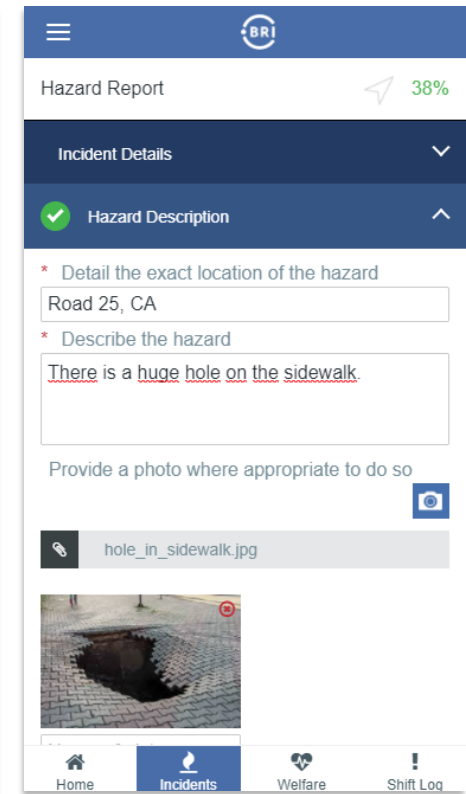 BRI
Hazard Report 38%
Incident Details
Hazard Description
* Detail the exact location of the hazard
Road 25, CA
* Describe the hazard
There is a huge hole on the sidewalk.
Provide a photo where appropriate to do so
hole_in_sidewalk.jpg
Home Incidents Welfare Shift Log